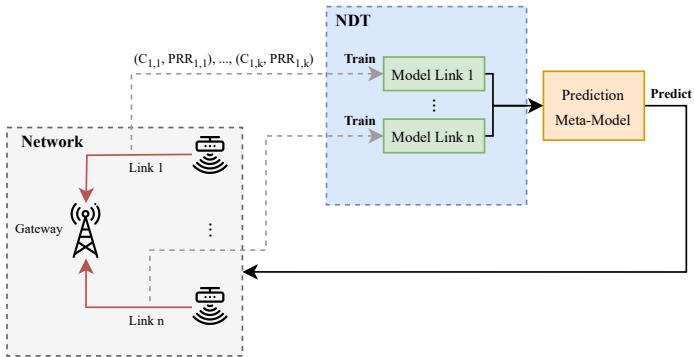 NDT
(C1,1, PRR1,1), ..., (C1,k, PRR1,k)
Train
Model Link 1
Train
Model Link n
Prediction
Meta-Model
Predict
Network
Link 1
Gateway
Link n